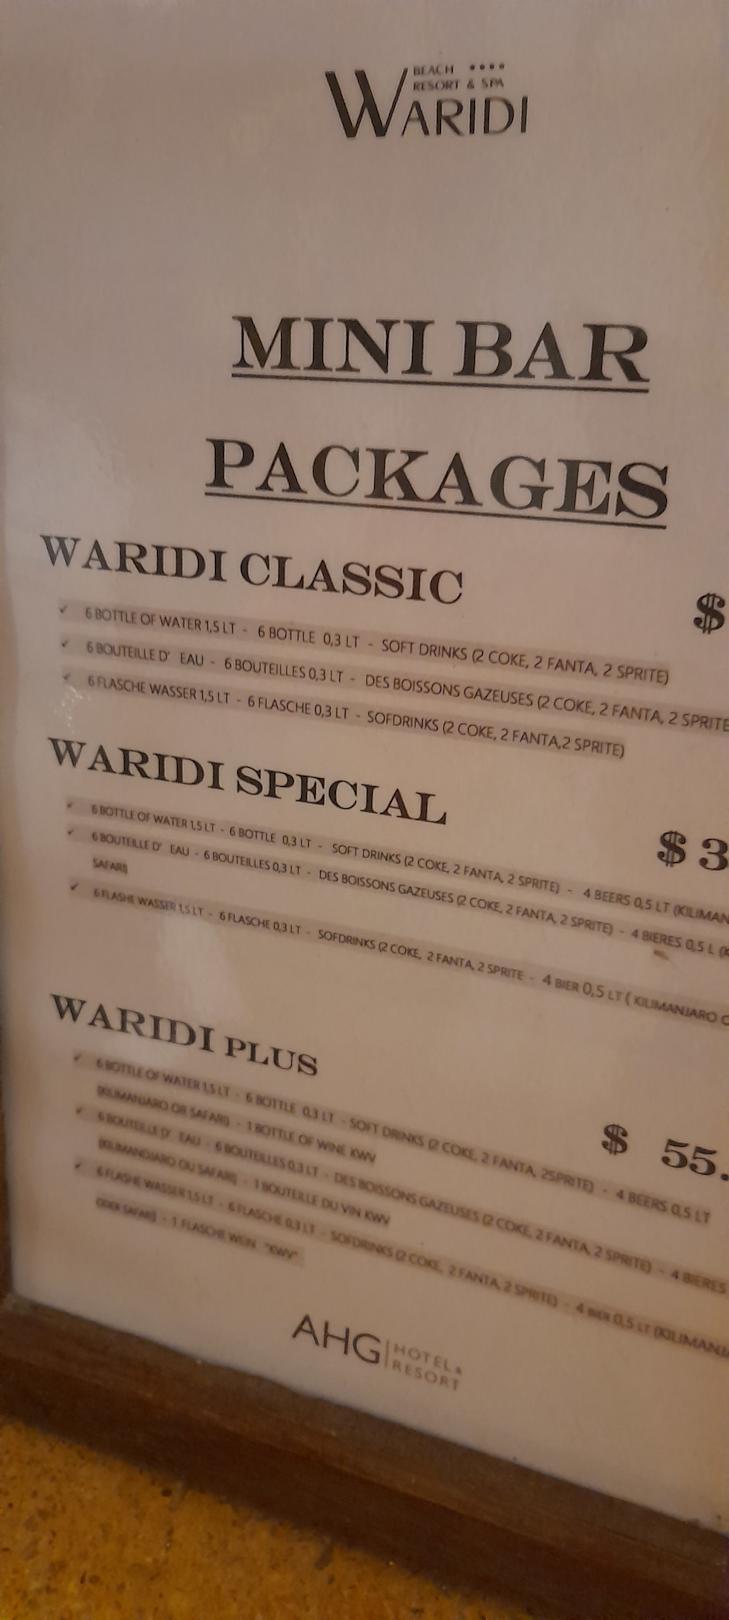 BEACH ****
RESORT & SPA
WARIDI
MINI BAR
PACKAGES
WARIDI CLASSIC
$
✓ 6 BOTTLE OF WATER 1,5 LT - 6 BOTTLE 0,3 LT - SOFT DRINKS (2 COKE, 2 FANTA, 2 SPRITE)
✓ 6 BOUTEILLE D' EAU - 6 BOUTEILLES 0,3 LT - DES BOISSONS GAZEUSES (2 COKE, 2 FANTA, 2 SPRITE
✓ 6 FLASCHE WASSER 1,5 LT - 6 FLASCHE 0,3 LT - SOFDRINKS (2 COKE, 2 FANTA,2 SPRITE)
WARIDI SPECIAL
$ 3
✓ 6 BOTTLE OF WATER 1,5 LT - 6 BOTTLE 0,3 LT - SOFT DRINKS (2 COKE, 2 FANTA, 2 SPRITE) - 4 BEERS 0,5 LT (KILIMAN
✓ 6 BOUTEILLE D' EAU - 6 BOUTEILLES 0,3 LT - DES BOISSONS GAZEUSES (2 COKE, 2 FANTA, 2 SPRITE) - 4 BIERES 0,5 L (K
SAFARI)
✓ 6 FLASHE WASSER 1,5 LT - 6 FLASCHE 0,3 LT - SOFDRINKS (2 COKE, 2 FANTA, 2 SPRITE - 4 BIER 0,5 LT ( KILIMANJARO O
WARIDI PLUS
$ 55.
✓ 6 BOTTLE OF WATER 1,5 LT - 6 BOTTLE 0,3 LT - SOFT DRINKS (2 COKE, 2 FANTA, 2SPRITE) - 4 BEERS 0,5 LT
(KILIMANJARO OR SAFARI) - 1 BOTTLE OF WINE KWV
✓ 6 BOUTEILLE D' EAU - 6 BOUTEILLES 0,3 LT - DES BOISSONS GAZEUSES (2 COKE, 2 FANTA, 2 SPRITE) - 4 BIERES
(KILIMANDJARO OU SAFARI) - 1 BOUTEILLE DU VIN KWV
✓ 6 FLASHE WASSER 1,5 LT - 6 FLASCHE 0,3 LT - SOFDRINKS (2 COKE, 2 FANTA, 2 SPRITE) - 4 BIER 0,5 LT (KILIMANJA
ODER SAFARI) - 1 FLASCHE WEIN "KWV"
AHG HOTEL &
RESORT